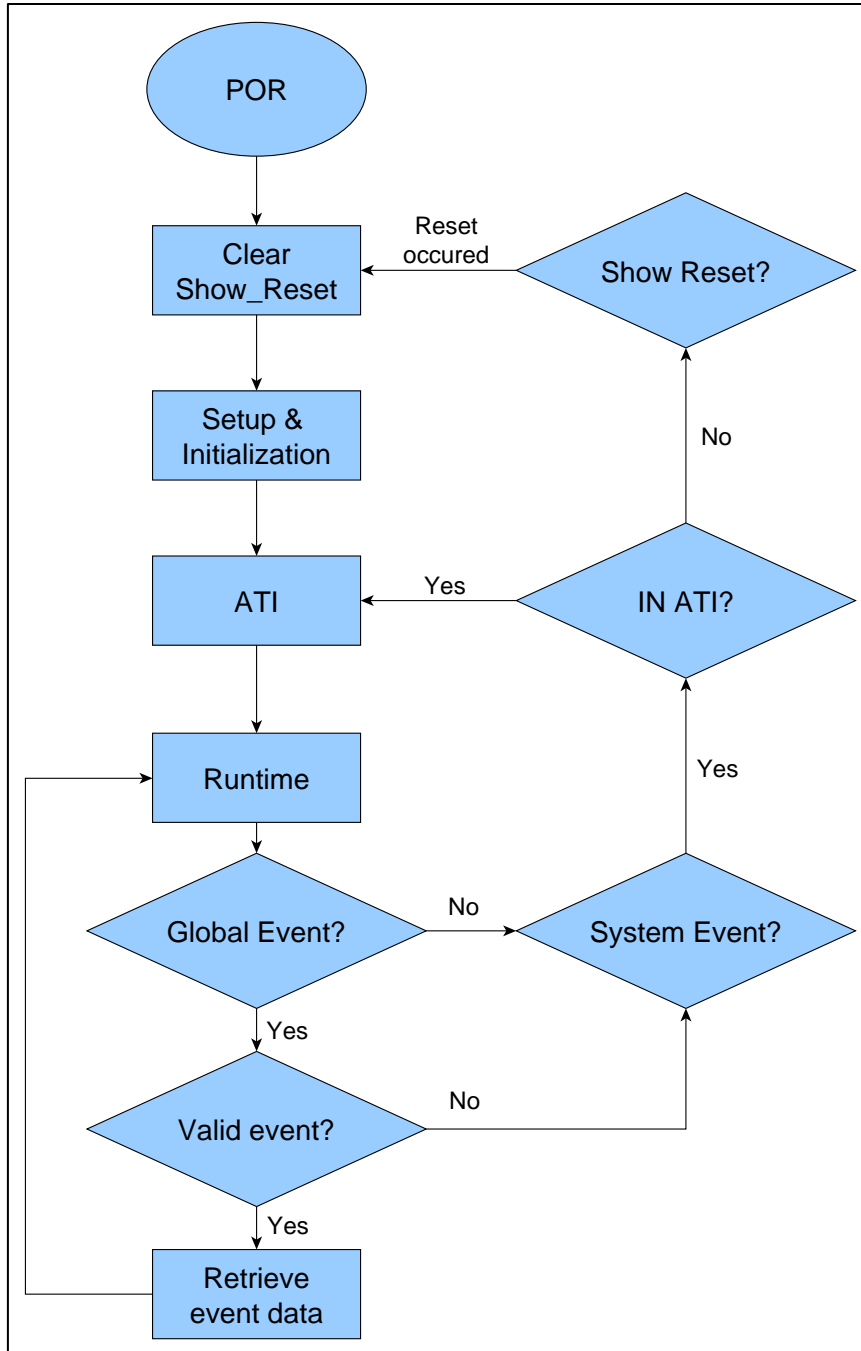 POR
Reset
occured
Clear
Show_Reset
Show Reset?
Setup &
Initialization
No
ATI
Yes
IN ATI?
Runtime
Yes
Global Event?
No
System Event?
Yes
Valid event?
No
Yes
Retrieve
event data